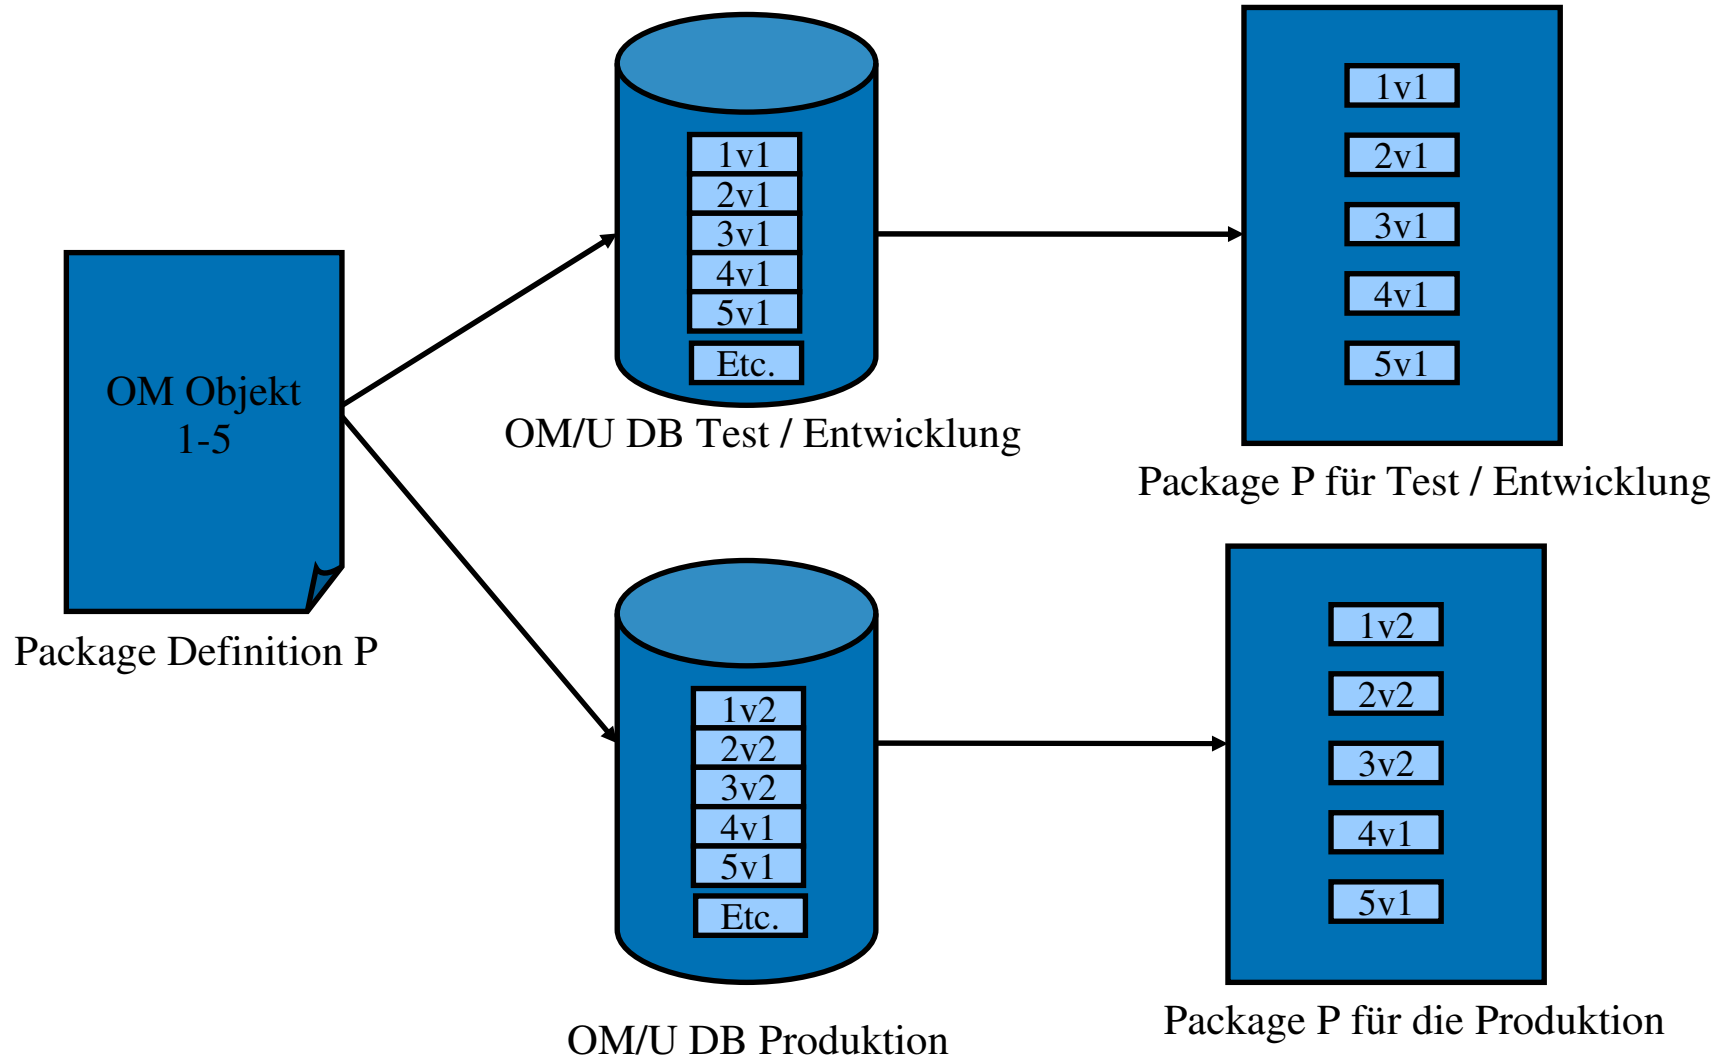 OM Objekt
1-5
Package Definition P
1v1
2v1
3v1
4v1
5v1
Etc.
OM/U DB Test / Entwicklung
1v1
2v1
3v1
4v1
5v1
Package P für Test / Entwicklung
1v2
2v2
3v2
4v1
5v1
Etc.
OM/U DB Produktion
1v2
2v2
3v2
4v1
5v1
Package P für die Produktion